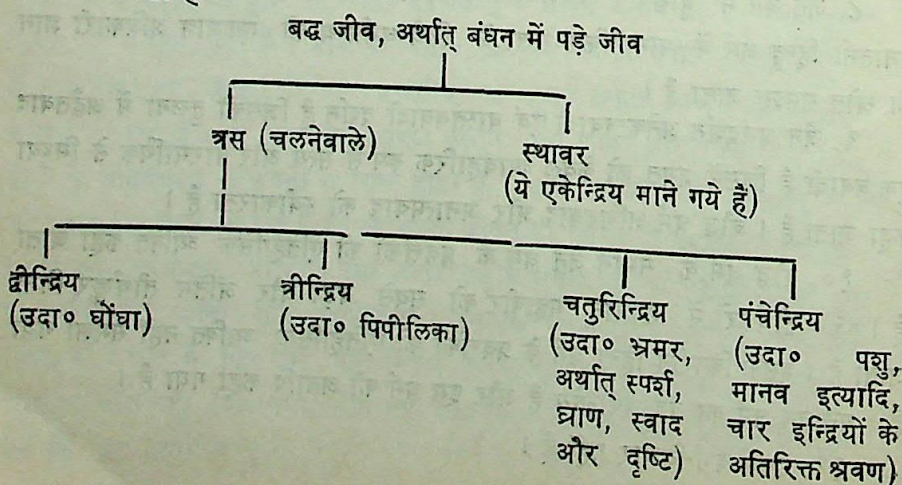 बद्ध जीव, अर्थात् बंधन में पड़े जीव
त्रस (चलनेवाले)
स्थावर
(ये एकेन्द्रिय माने गये हैं)
द्वीन्द्रिय
(उदा० घोंघा)
त्रीन्द्रिय
(उदा० पिपीलिका)
चतुरिन्द्रिय
(उदा० भ्रमर,
अर्थात् स्पर्श,
घ्राण, स्वाद
और दृष्टि)
पंचेन्द्रिय
(उदा० पशु,
मानव इत्यादि,
चार इन्द्रियों के
अतिरिक्त श्रवण)